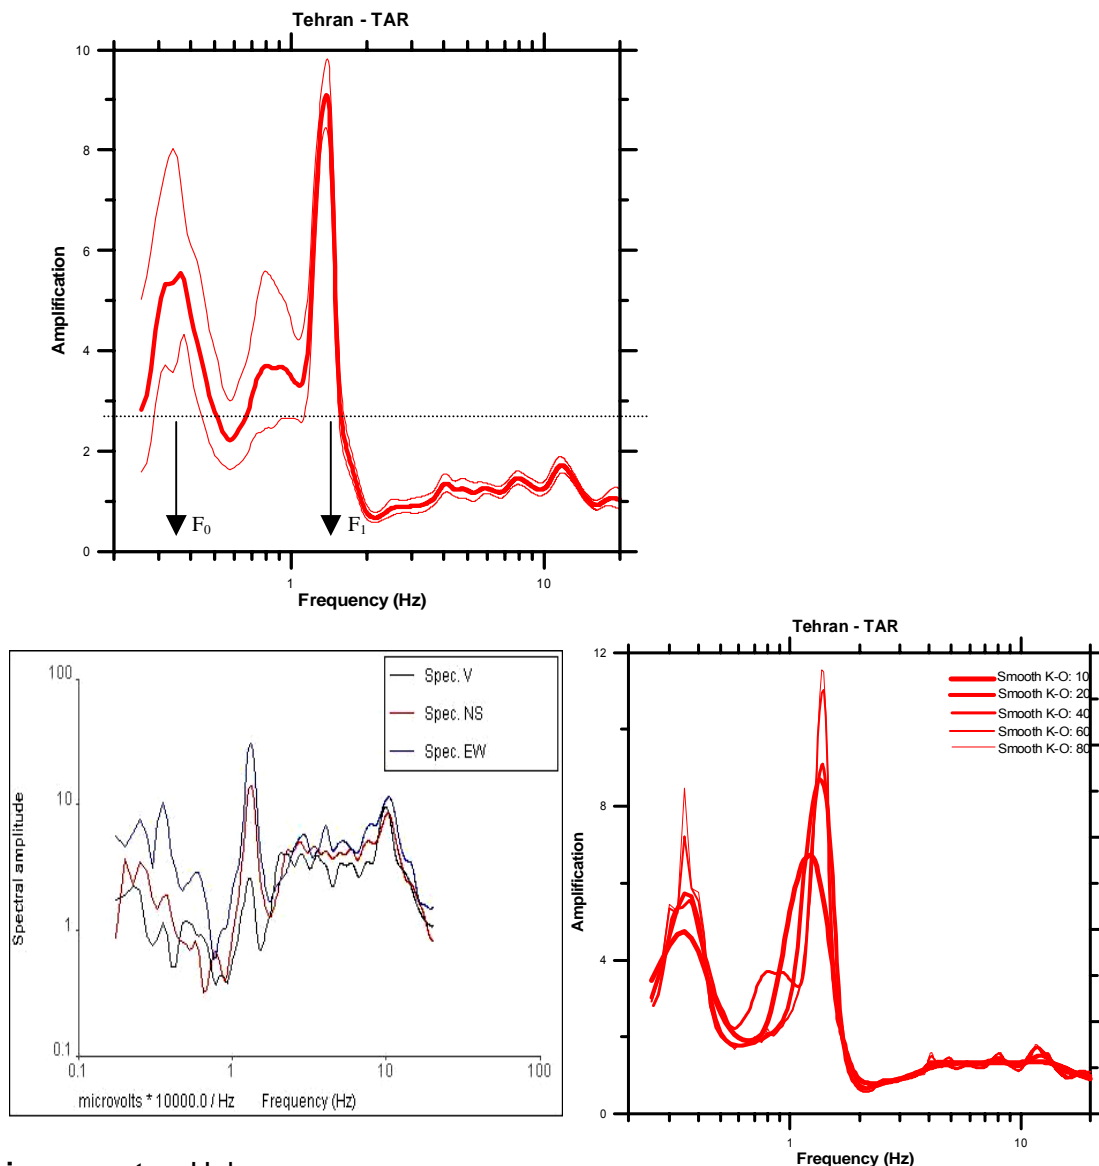 Tehran - TAR
10
8
6
4
2
0
Amplification
F0
F1
1
10
Frequency (Hz)
100
10
1
0.1
Spectral amplitude
Spec. V
Spec. NS
Spec. EW
0.1
1
10
100
microvolts * 10000.0 / Hz Frequency (Hz)
Tehran - TAR
12
8
4
0
Amplification
Smooth K-O: 10
Smooth K-O: 20
Smooth K-O: 40
Smooth K-O: 60
Smooth K-O: 80
1
10
Frequency (Hz)